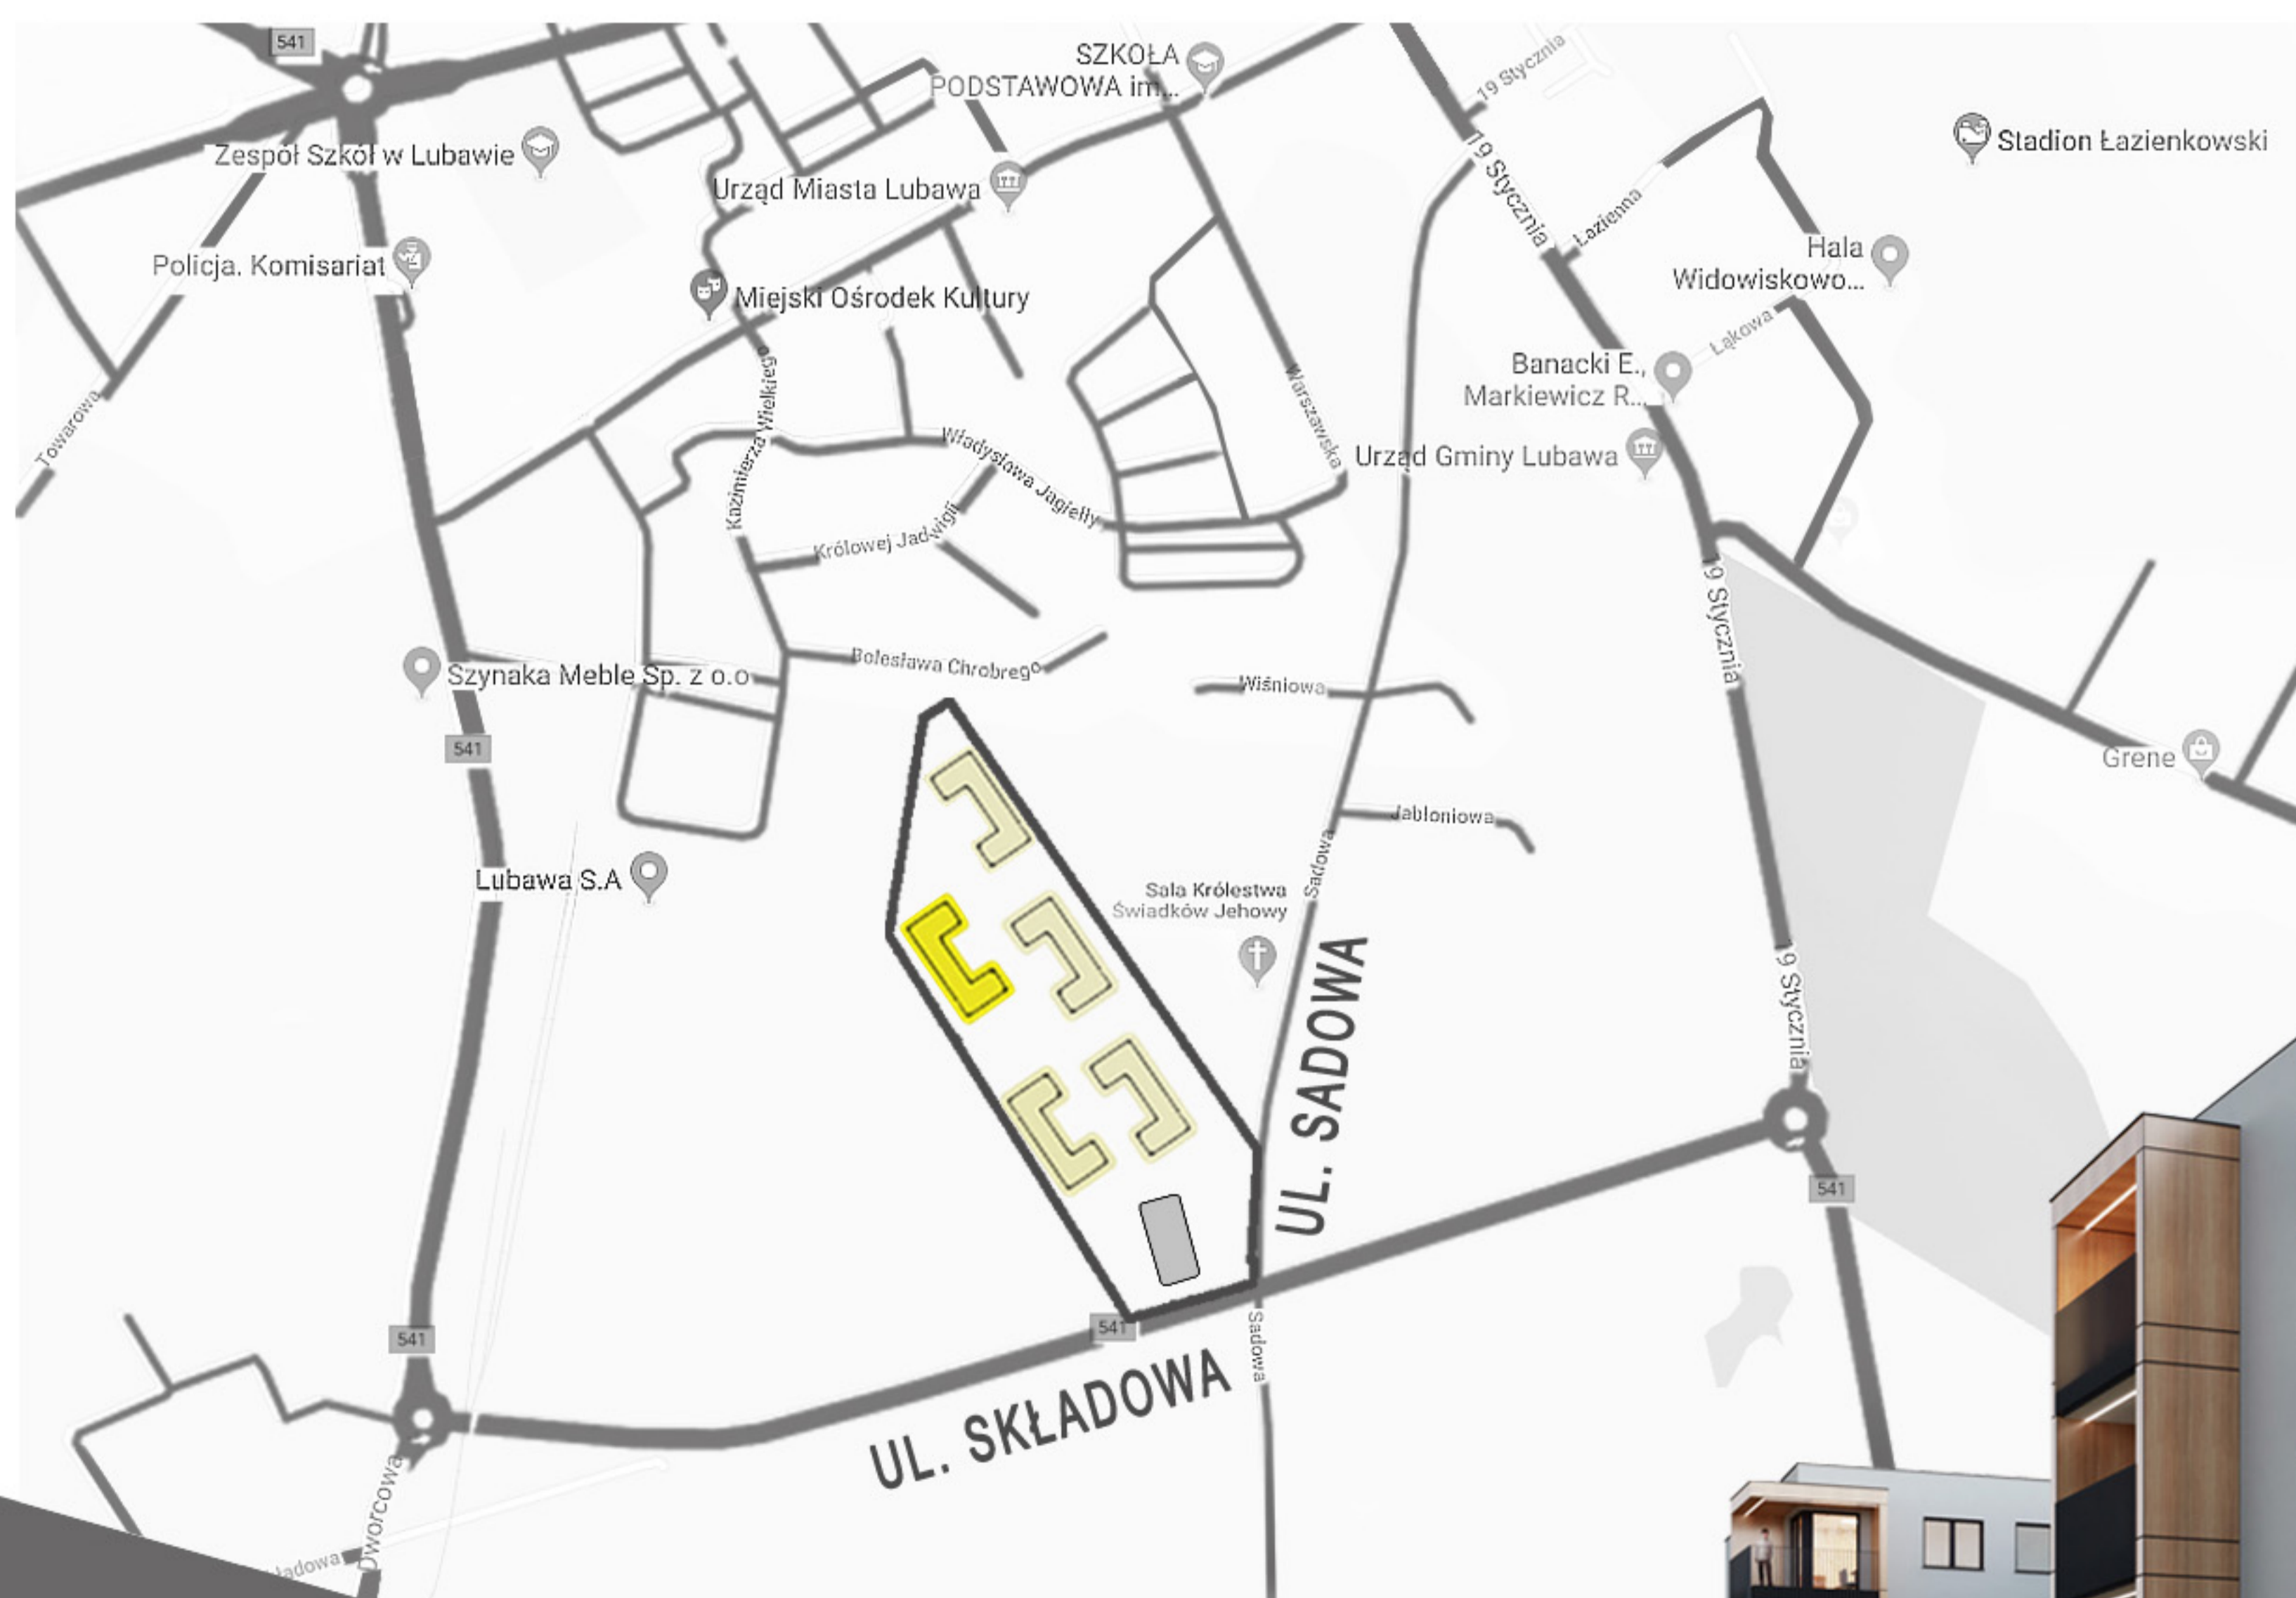 541
SZKOŁA
PODSTAWOWA im...
19 Stycznia
Zespół Szkół w Lubawie
19 Stycznia
Stadion Łazienkowski
Urząd Miasta Lubawa
Łazienna
Policja. Komisariat
Hala
Widowiskowo...
Miejski Ośrodek Kultury
Łąkowa
Kazimierza Wielkiego
Banacki E.,
Markiewicz R...
Warszawska
Towarowa
Władysława Jagiełły
Urząd Gminy Lubawa
Królowej Jadwigii
19 Stycznia
Bolesława Chrobrego
Szynaka Meble Sp. z o.o
Wiśniowa
541
Grene
Jabłoniowa
Sadowa
Lubawa S.A
Sala Królestwa
Świadków Jehowy
19 Stycznia
UL. SADOWA
541
541
541
Sadowa
UL. SKŁADOWA
Dworcowa